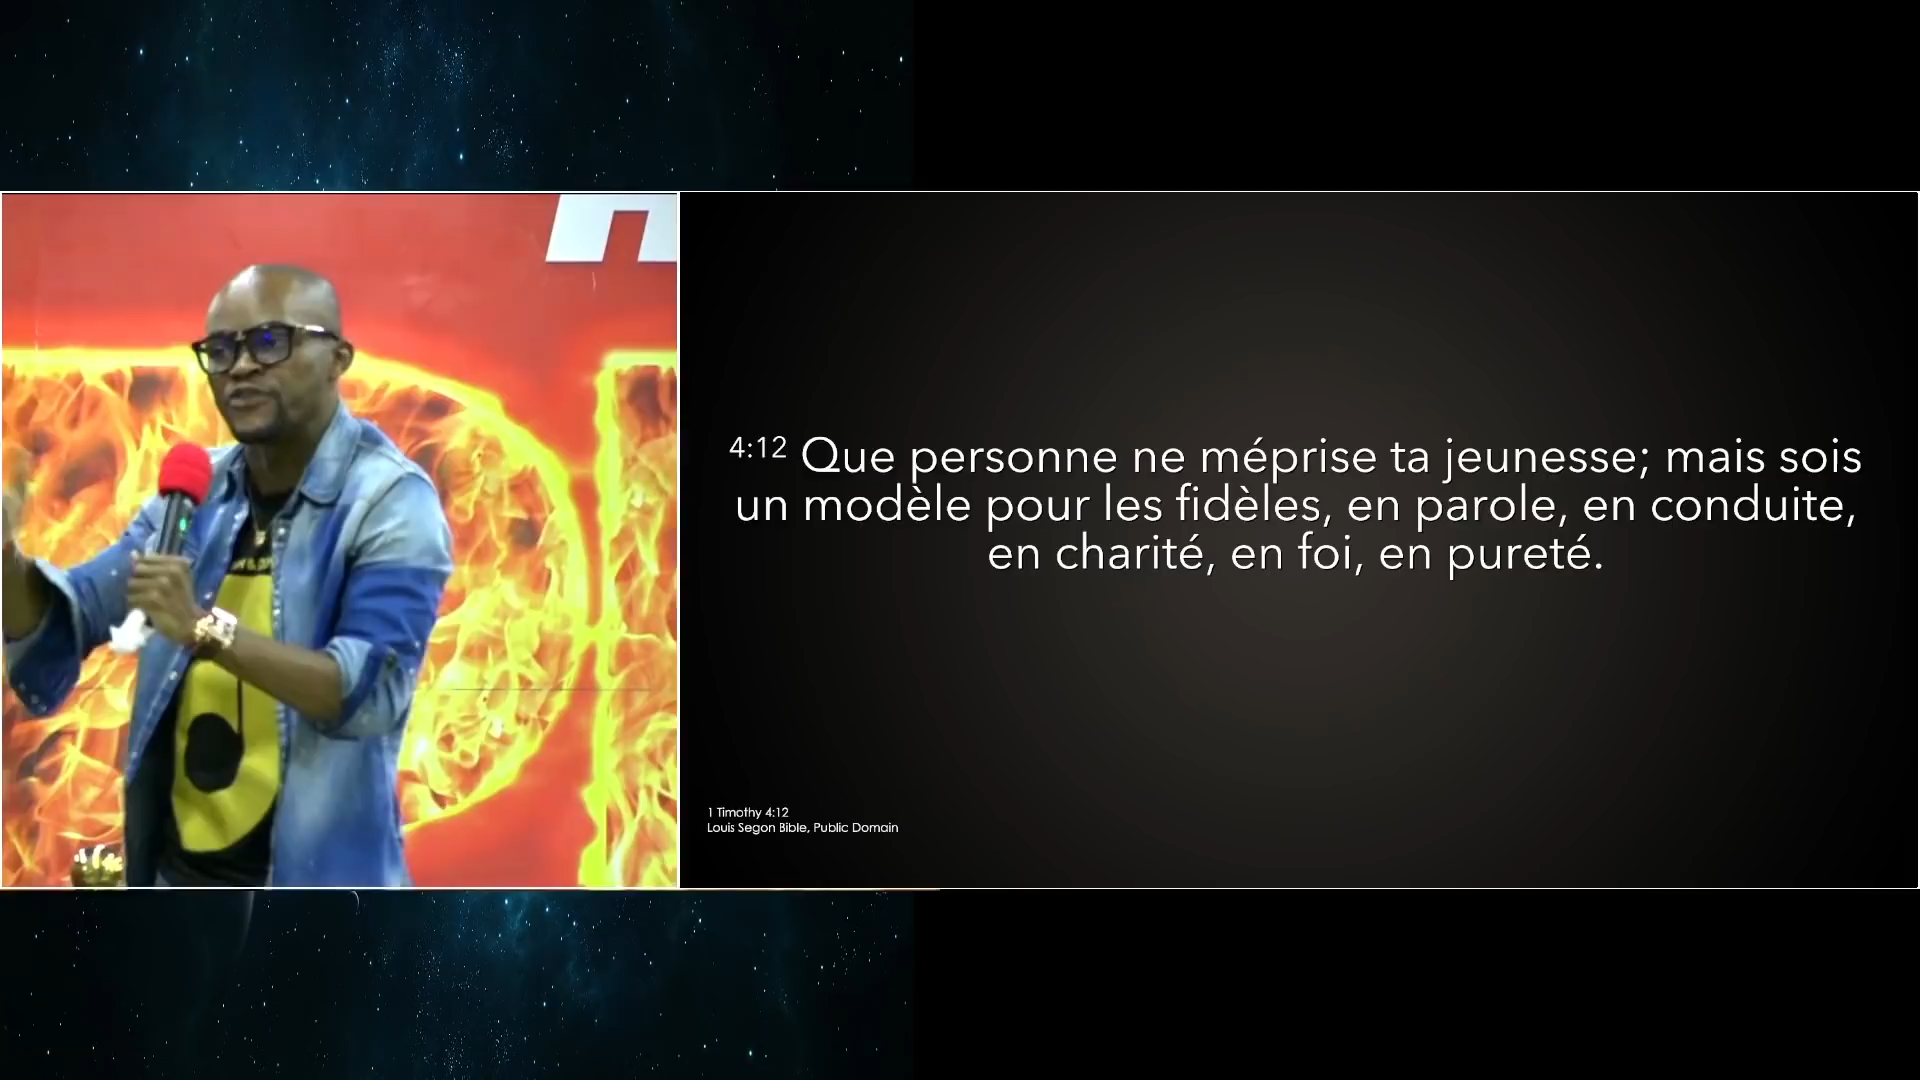 4:12 Que personne ne méprise ta jeunesse; mais sois
un modèle pour les fidèles, en parole, en conduite,
en charité, en foi, en pureté.
1 Timothy 4:12
Louis Segon Bible, Public Domain